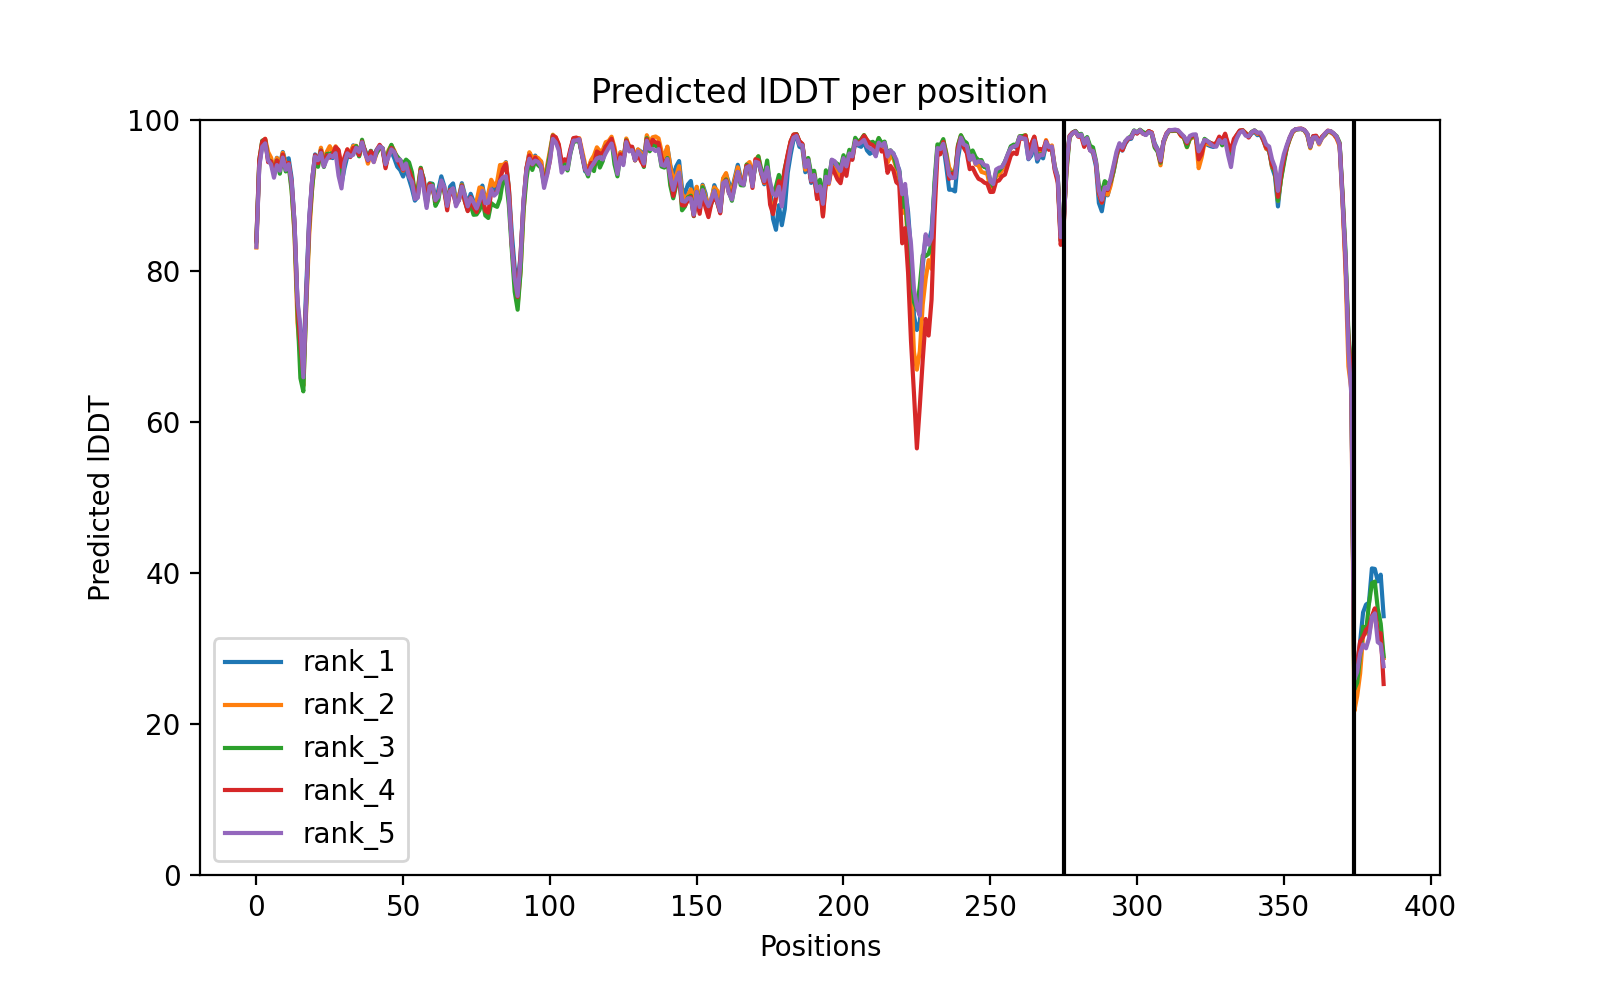 Predicted lDDT per position
100
80
60
40
20
0
Predicted lDDT
rank_1
rank_2
rank_3
rank_4
rank_5
0 50 100 150 200 250 300 350 400
Positions